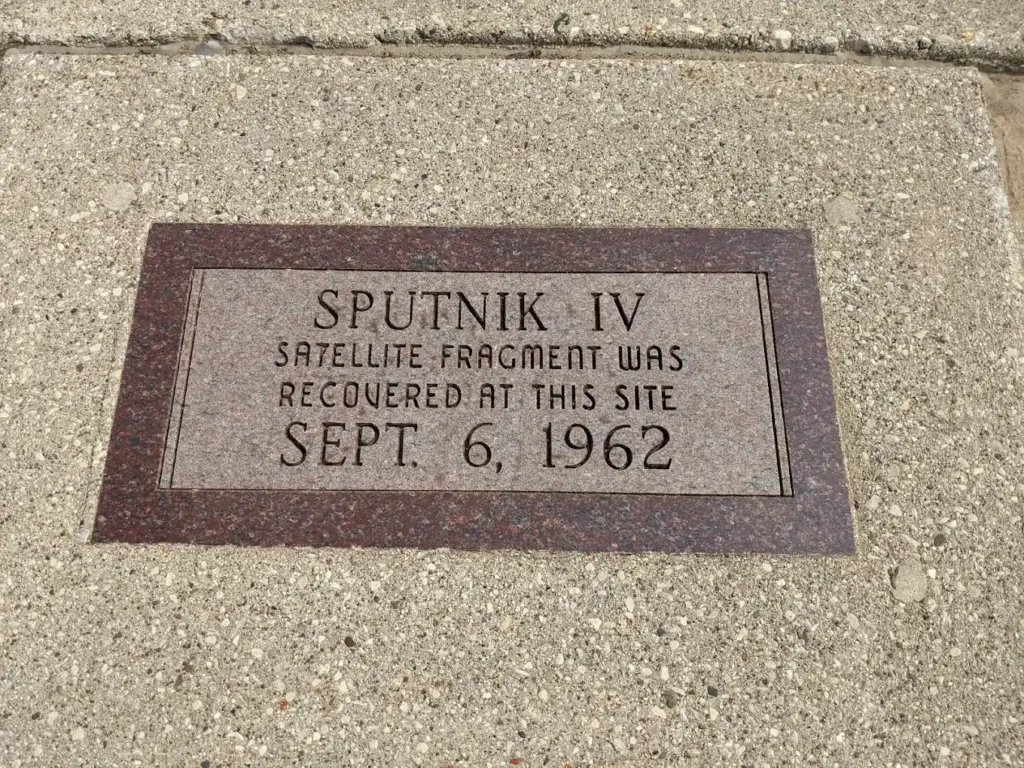 SPUTNIK IV
SATELLITE FRAGMENT WAS
RECOVERED AT THIS SITE
SEPT. 6, 1962